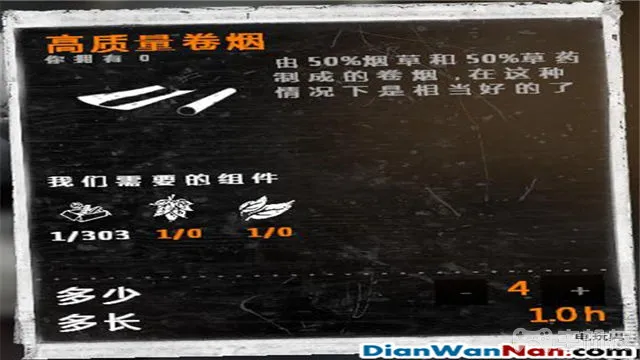 高质量卷烟
你拥有 0
由50%烟草和50%草药
制成的卷烟,在这种
情况下是相当好的了
我们需要的组件
1/303 1/0 1/0
多少 - 4 +
多长 1.0h
DianWanNan.com